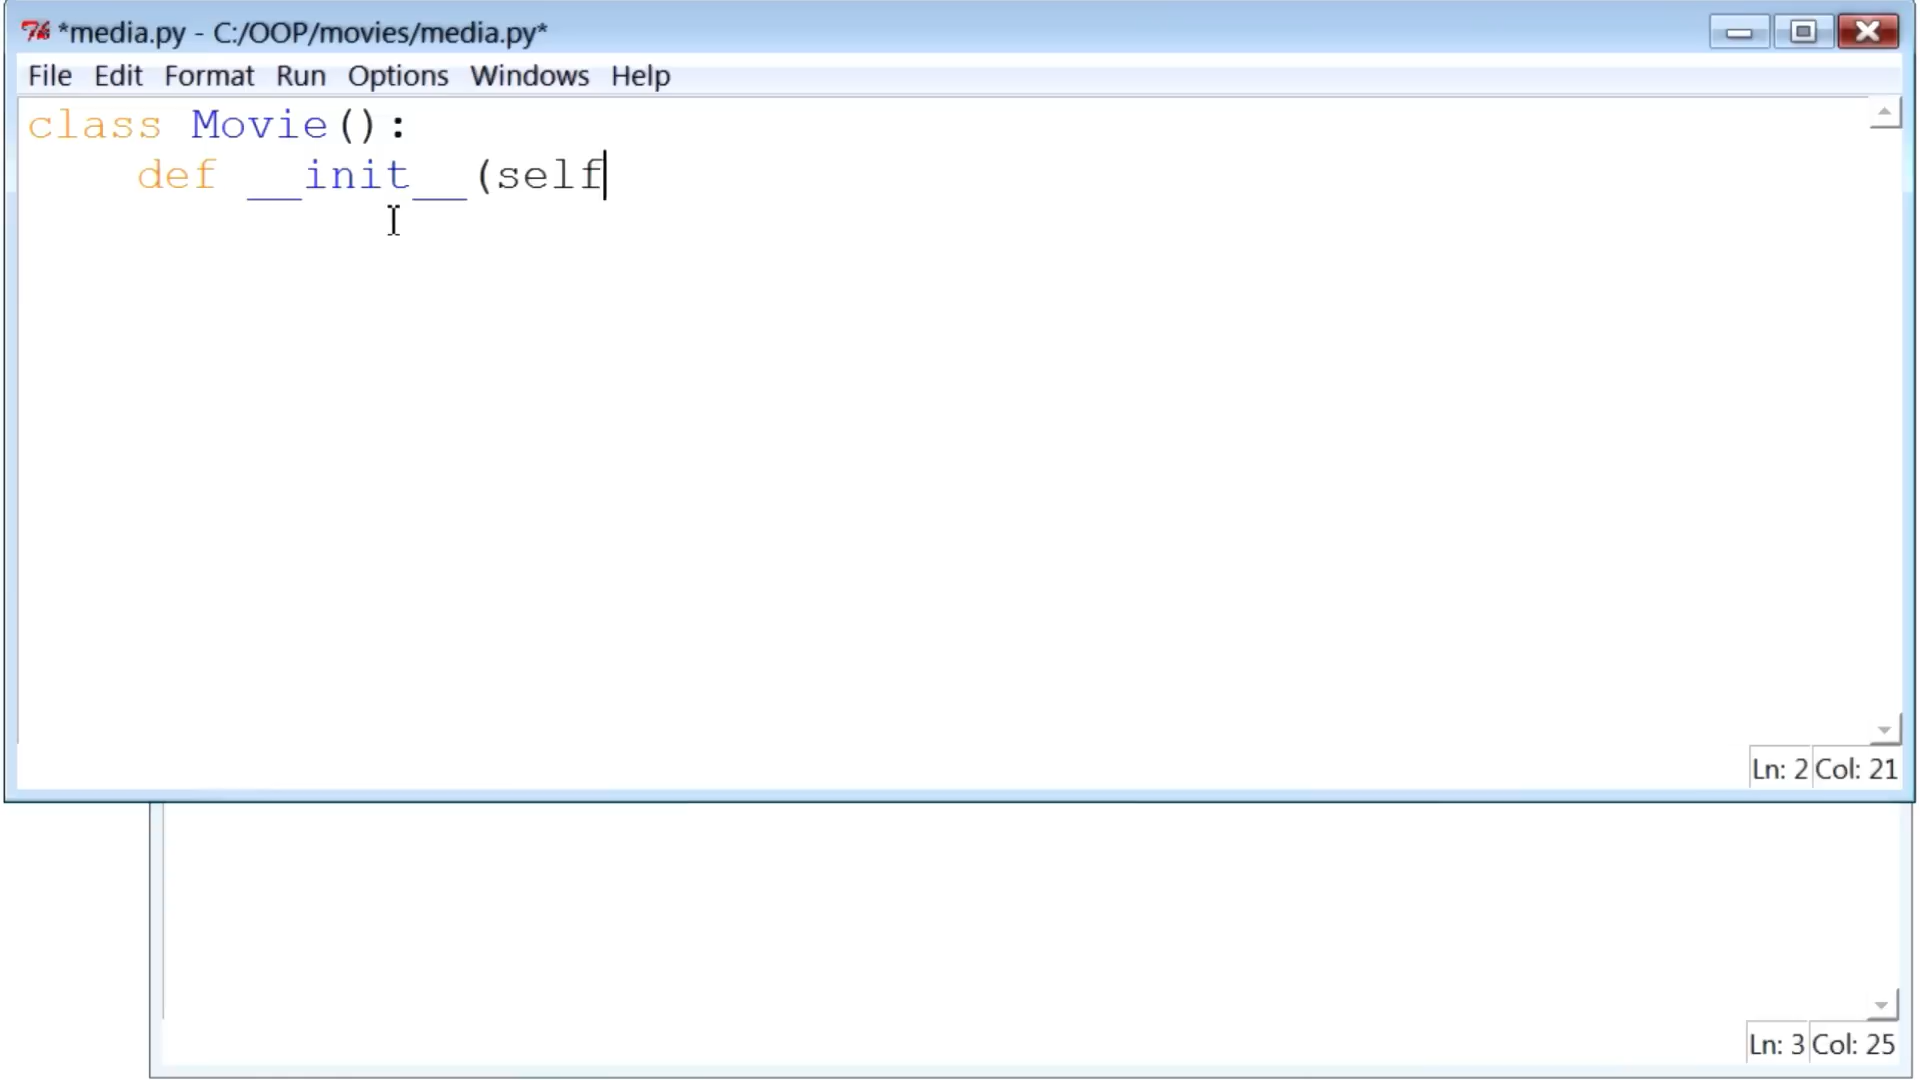 *media.py - C:/OOP/movies/media.py*
File Edit Format Run Options Windows Help
class Movie():
    def __init__(self
Ln: 2 Col: 21
Ln: 3 Col: 25